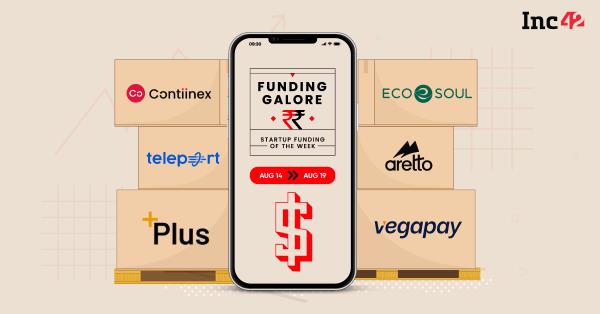 Inc42
09:30
Contiinex
ECO SOUL
FUNDING
GALORE
₹₹
STARTUP FUNDING
OF THE WEEK
AUG 14 >> AUG 19
teleport
aretto
+Plus
vegapay
$